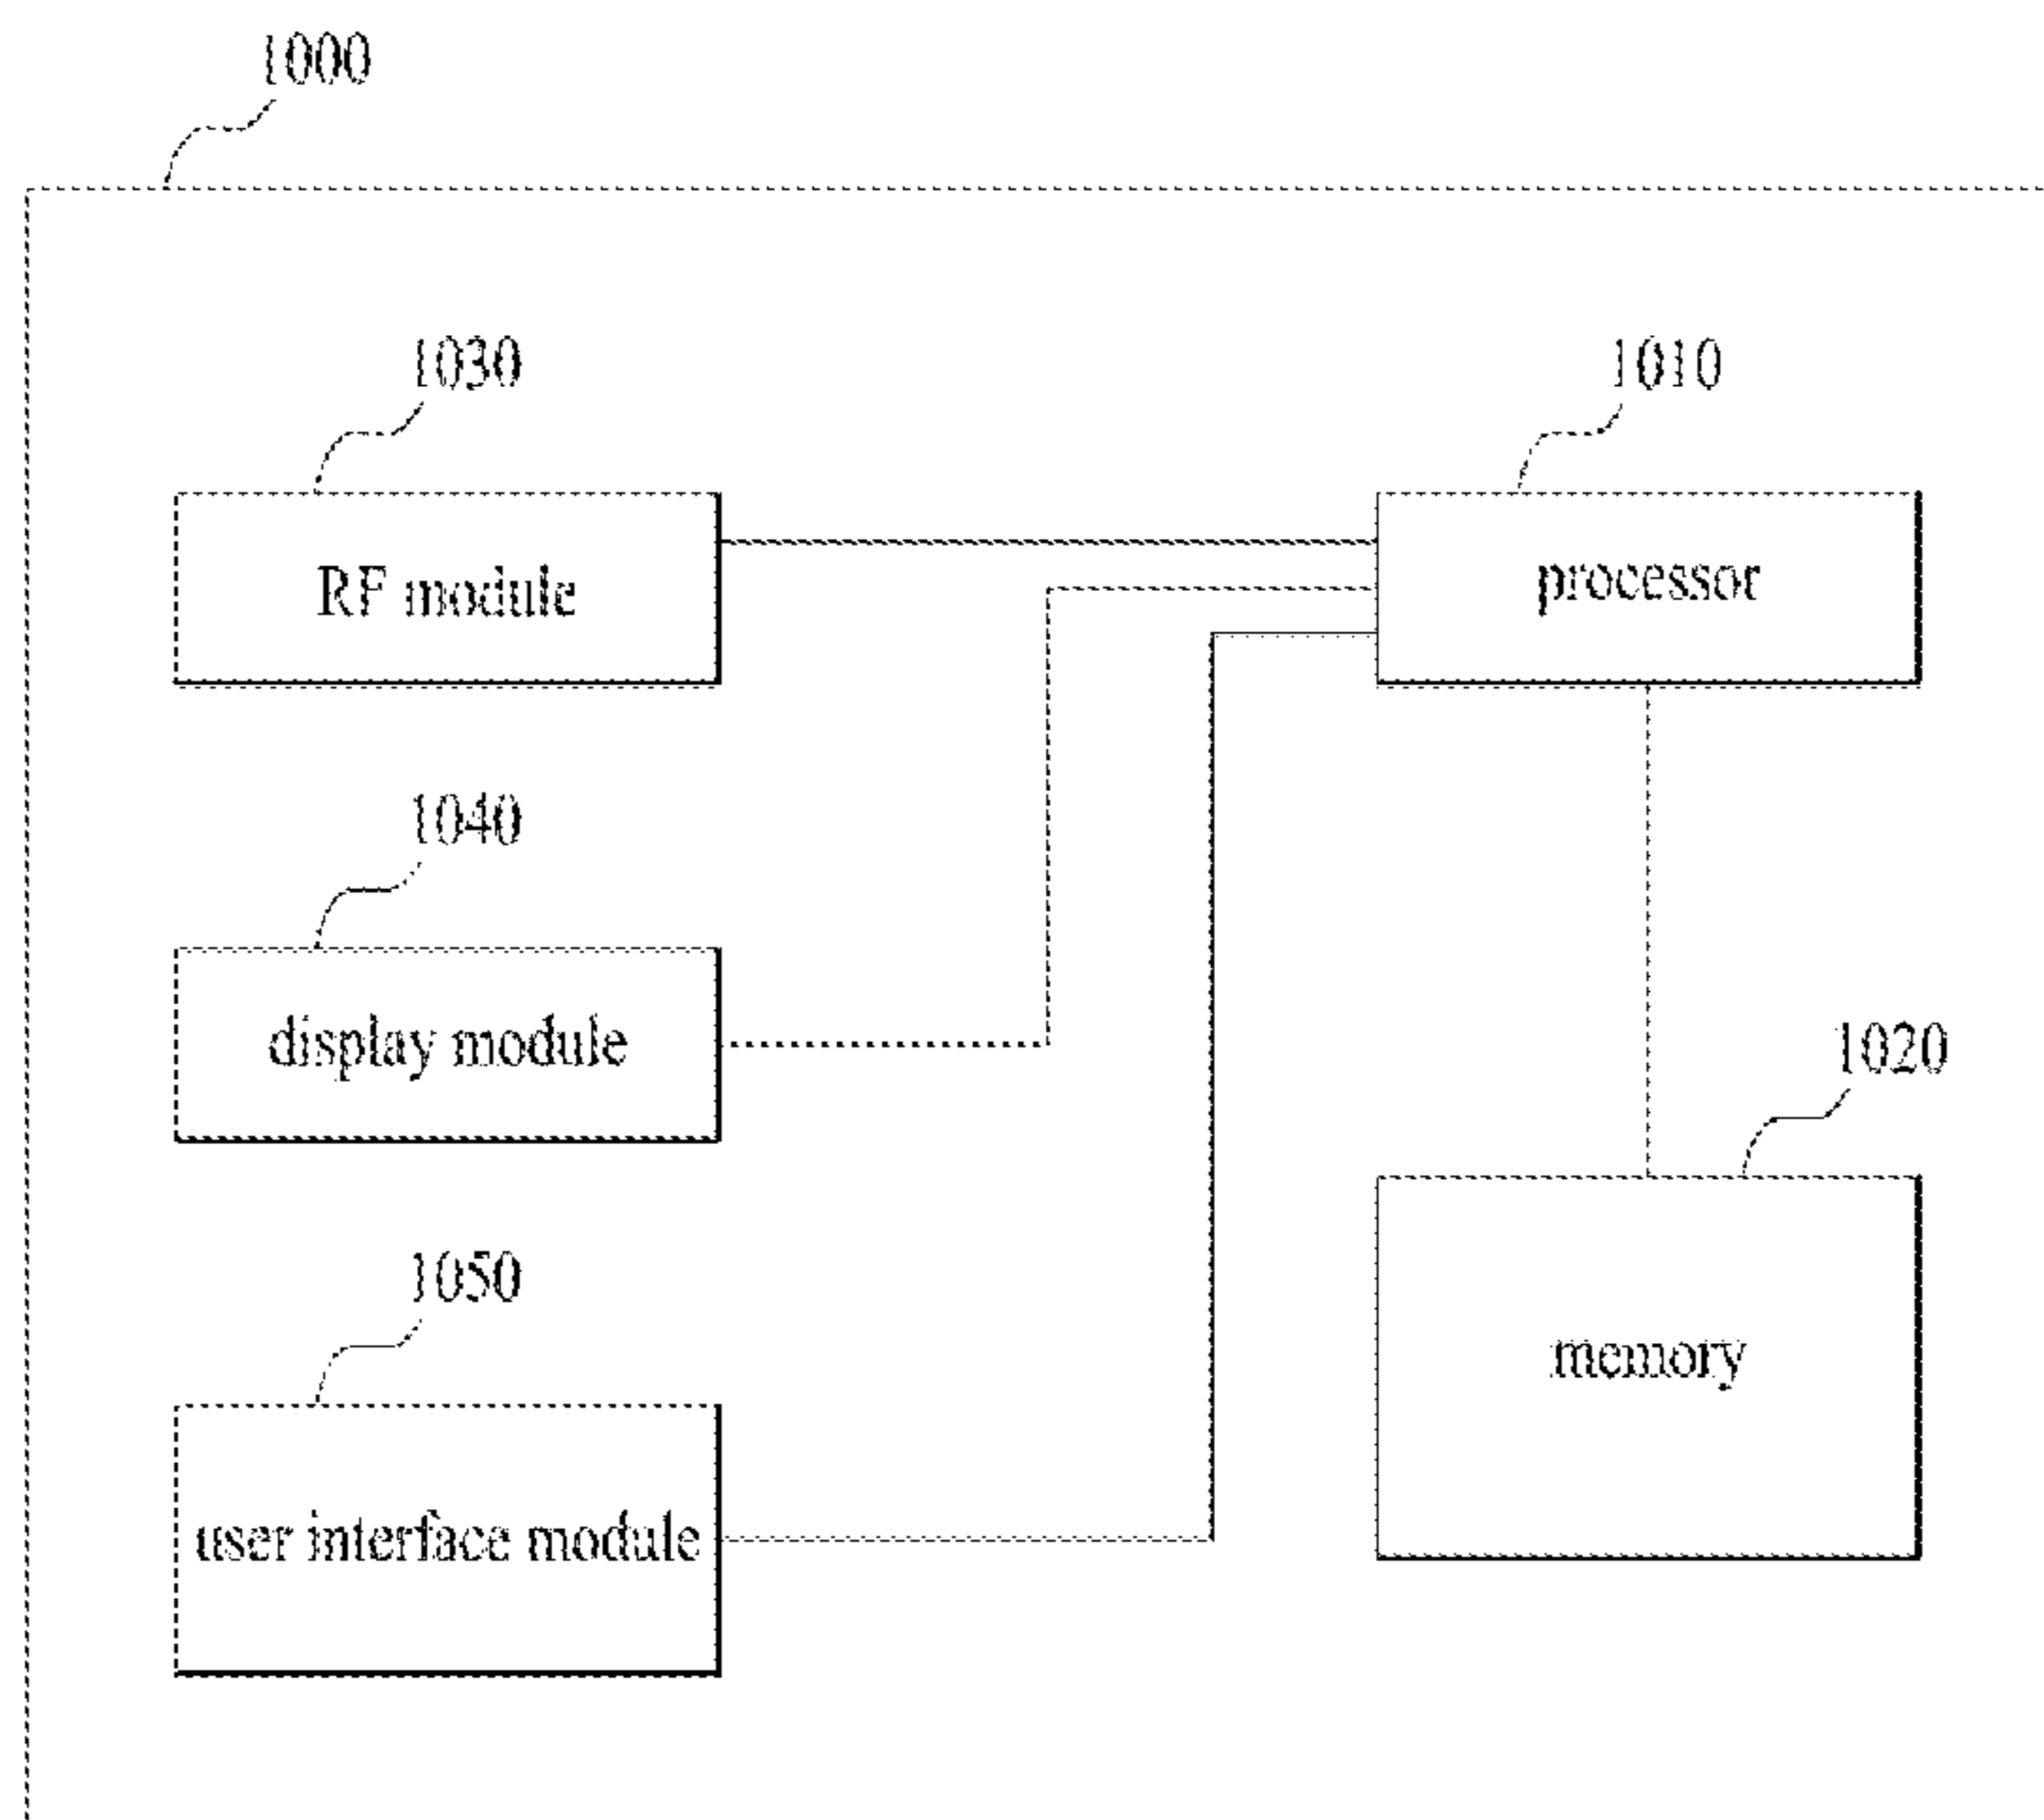 1000
1030
1010
RF module
processor
1040
display module
1020
1050
memory
user interface module